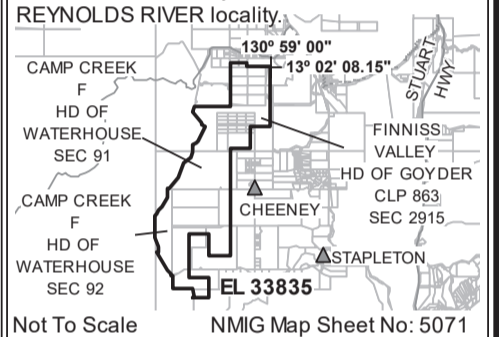 REYNOLDS RIVER locality.
130° 59' 00"
13° 02' 08.15"
CAMP CREEK
F
HD OF
WATERHOUSE
SEC 91
STUART
HWY
FINNISS
VALLEY
HD OF GOYDER
CLP 863
SEC 2915
CAMP CREEK
F
HD OF
WATERHOUSE
SEC 92
CHEENEY
STAPLETON
EL 33835
Not To Scale NMIG Map Sheet No: 5071